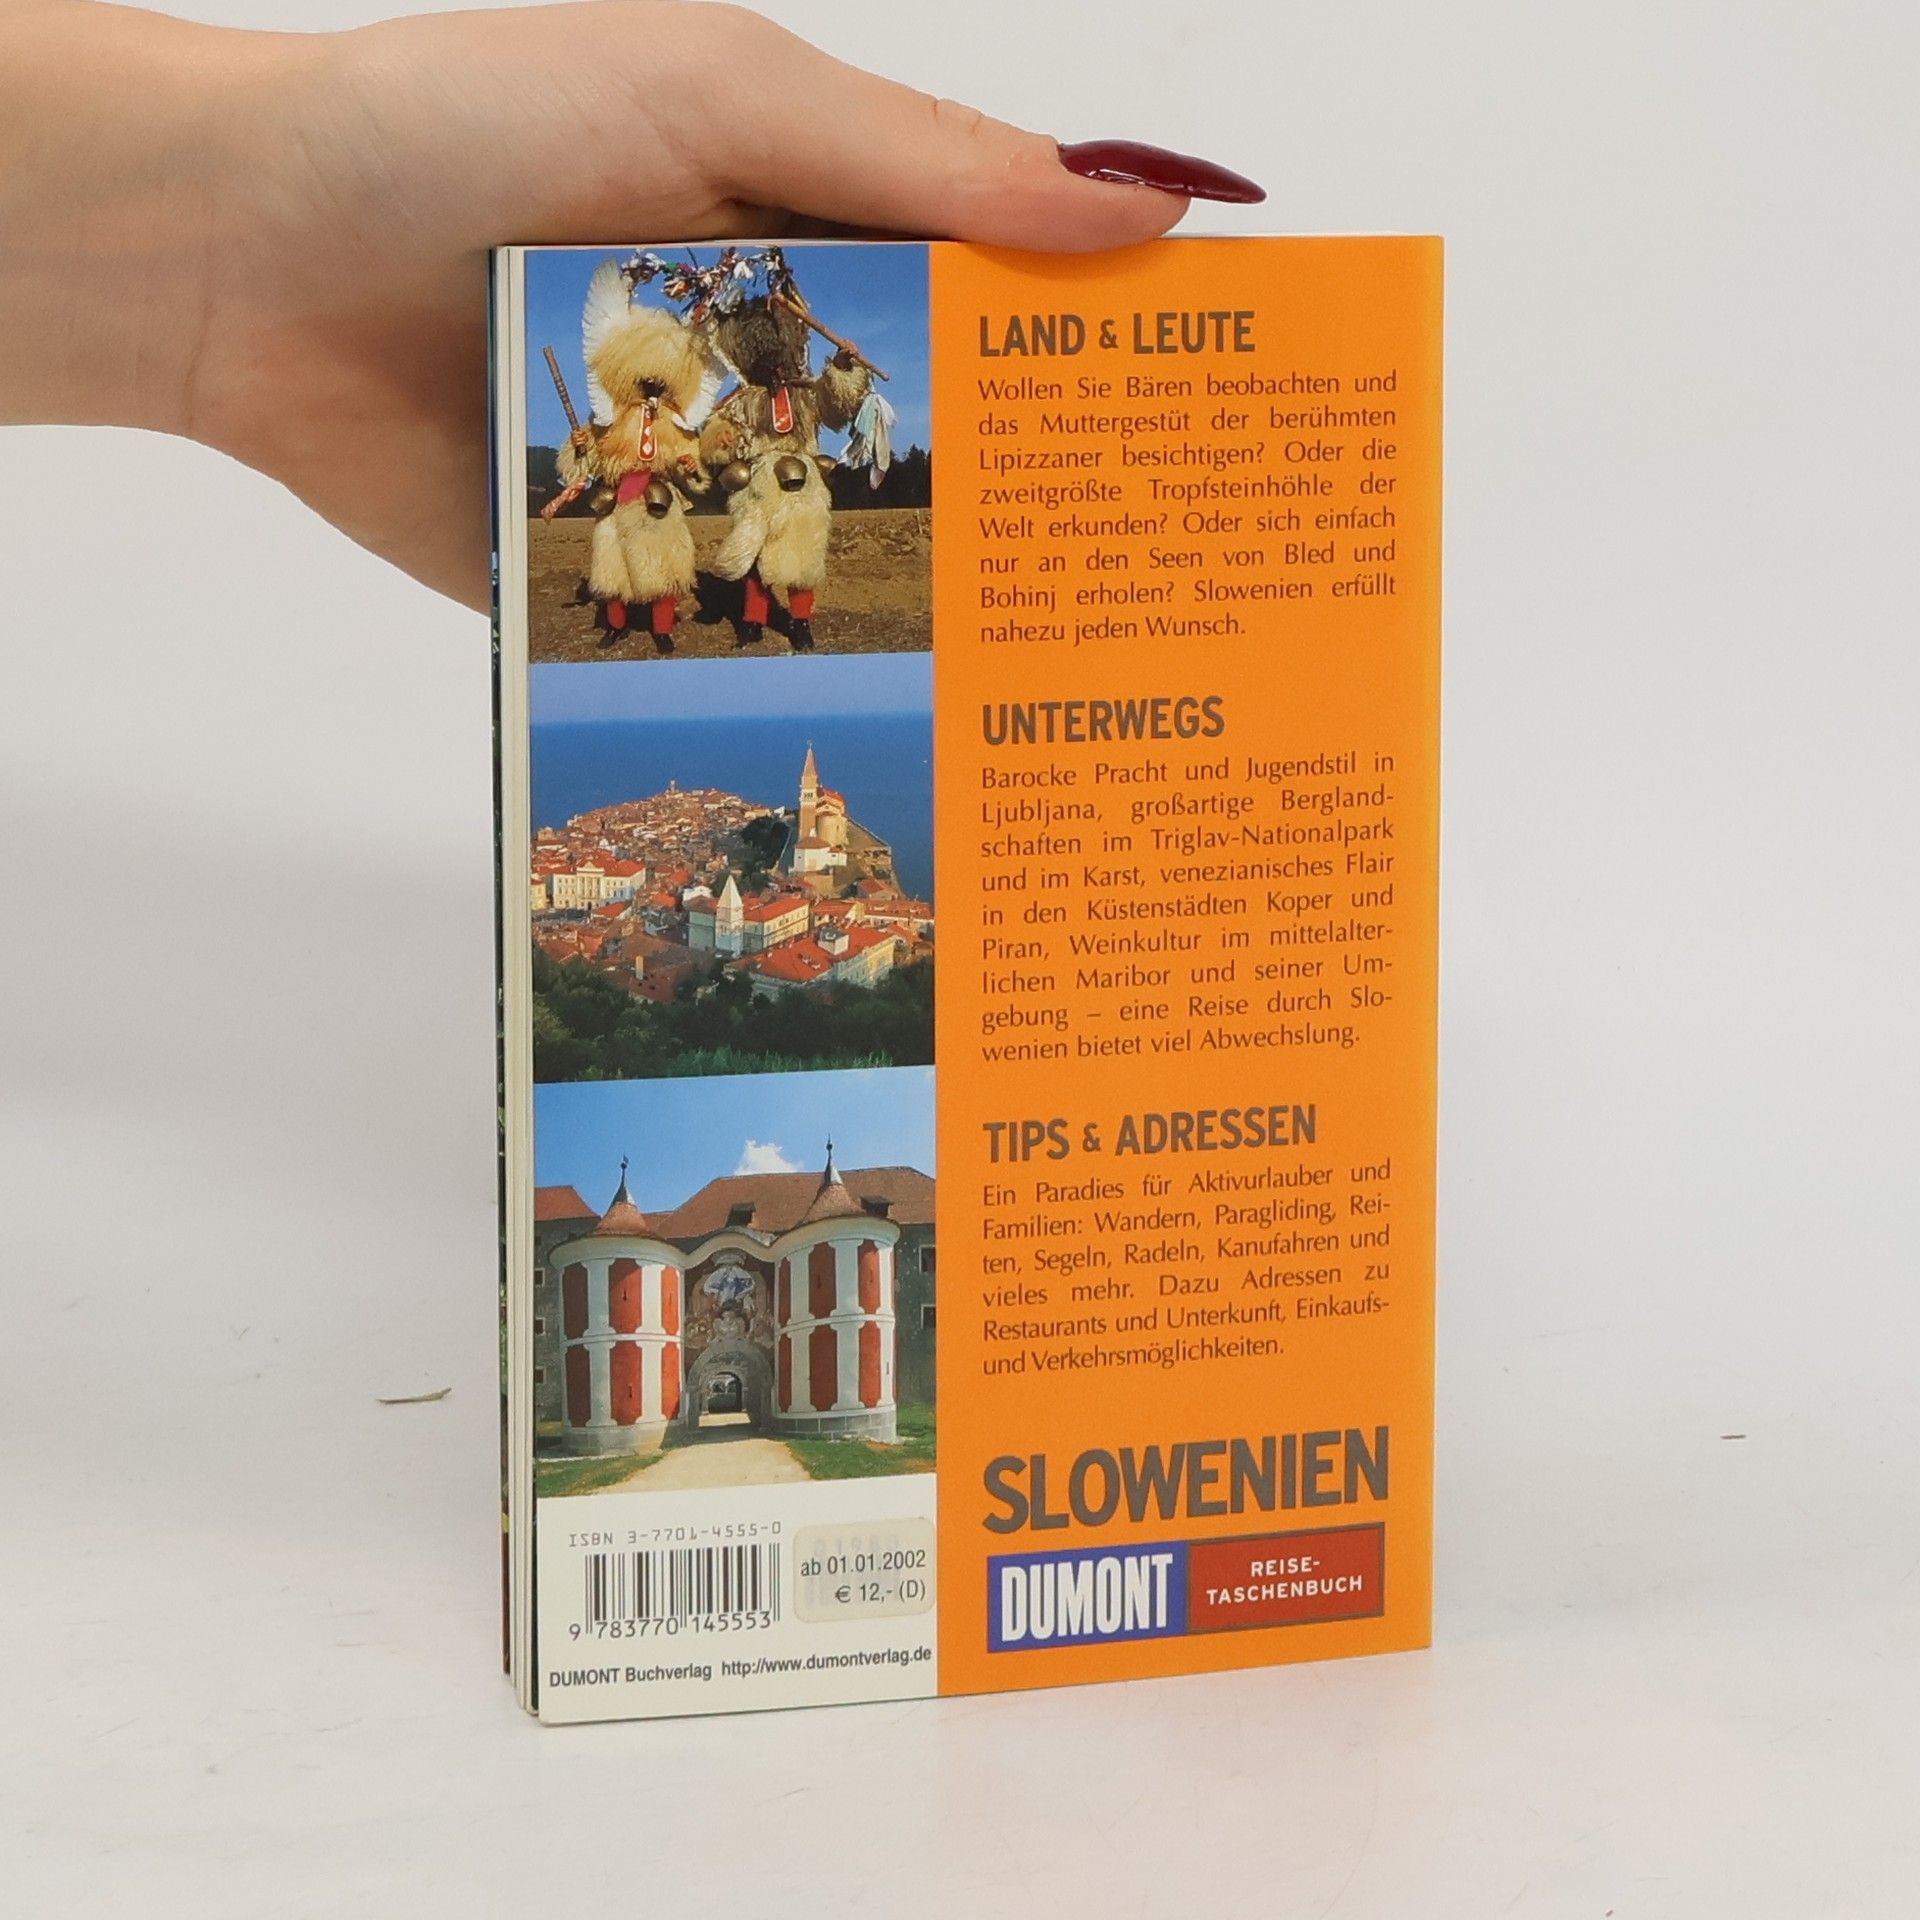 LAND & LEUTE
Wollen Sie Bären beobachten und
das Muttergestüt der berühmten
Lipizzaner besichtigen? Oder die
zweitgrößte Tropfsteinhöhle der
Welt erkunden? Oder sich einfach
nur an den Seen von Bled und
Bohinj erholen? Slowenien erfüllt
nahezu jeden Wunsch.
UNTERWEGS
Barocke Pracht und Jugendstil in
Ljubljana, großartige Bergland-
schaften im Triglav-Nationalpark
und im Karst, venezianisches Flair
in den Küstenstädten Koper und
Piran, Weinkultur im mittelalter-
lichen Maribor und seiner Um-
gebung – eine Reise durch Slo-
wenien bietet viel Abwechslung.
TIPS & ADRESSEN
Ein Paradies für Aktivurlauber und
Familien: Wandern, Paragliding, Rei-
ten, Segeln, Radeln, Kanufahren und
vieles mehr. Dazu Adressen zu
Restaurants und Unterkunft, Einkaufs-
und Verkehrsmöglichkeiten.
SLOWENIEN
DUMONT
REISE-
TASCHENBUCH
ISBN 3-7701-4555-0
9 783770 145553
ab 01.01.2002
€ 12,- (D)
DUMONT Buchverlag http://www.dumontverlag.de